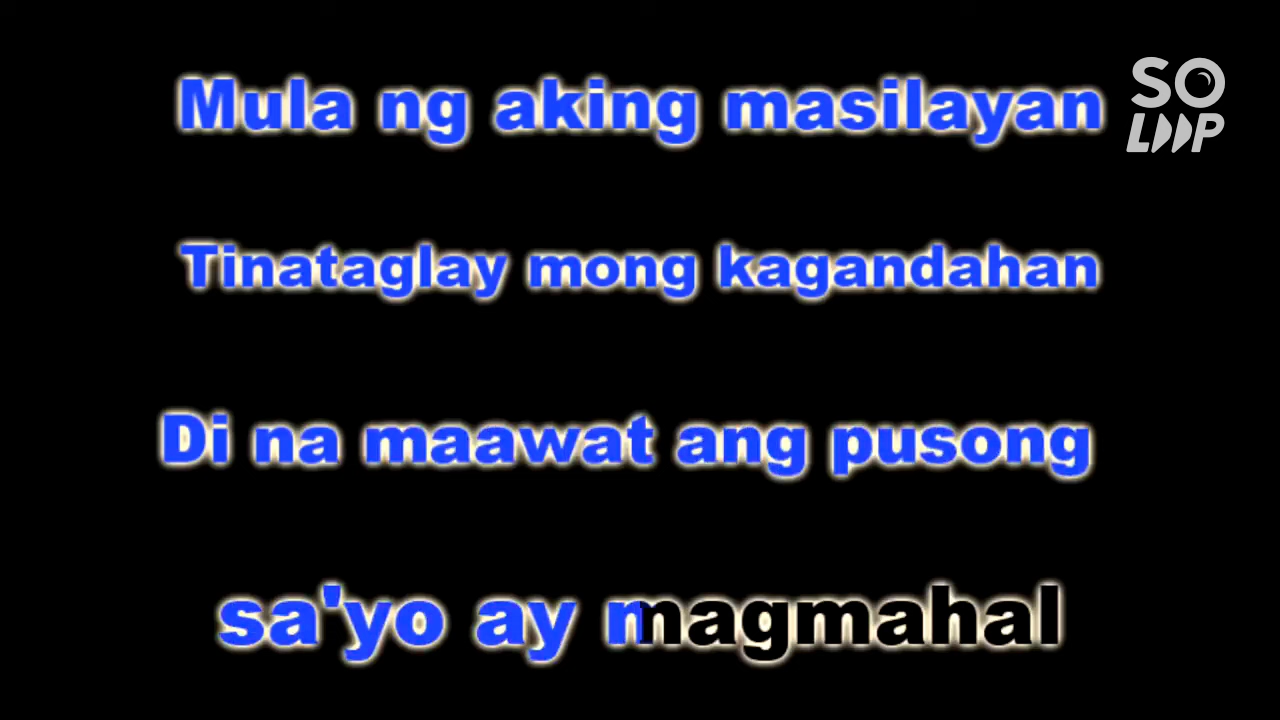 Mula ng aking masilayan
SO
LOOP
Tinataglay mong kagandahan
Di na maawat ang pusong
sa'yo ay magmahal